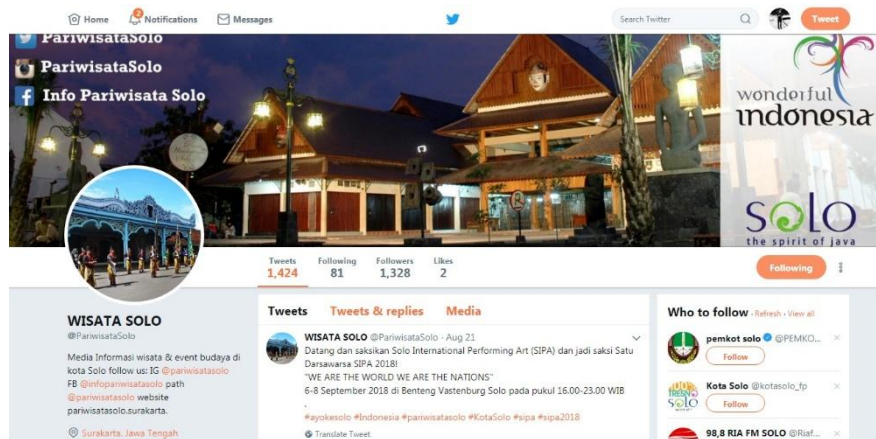 Home
2
Notifications
Messages
Search Twitter
Tweet
PariwisataSolo
PariwisataSolo
Info Pariwisata Solo
wonderful
indonesia
SOLO
the spirit of java
Tweets
1,424
Following
81
Followers
1,328
Likes
2
Following
WISATA SOLO
@PariwisataSolo
Media Informasi wisata & event budaya di
kota Solo follow us: IG @pariwisatasolo
FB @infopariwisatasolo path
@pariwisatasolo website
pariwisatasolo.surakarta.
Surakarta, Jawa Tengah
Tweets Tweets & replies Media
WISATA SOLO @PariwisataSolo · Aug 21
Datang dan saksikan Solo International Performing Art (SIPA) dan jadi saksi Satu
Darsawarsa SIPA 2018!
"WE ARE THE WORLD WE ARE THE NATIONS"
6-8 September 2018 di Benteng Vastenburg Solo pada pukul 16.00-23.00 WIB
.
#ayokesolo #Indonesia #pariwisatasolo #KotaSolo #sipa #sipa2018
Translate Tweet
Who to follow · Refresh · View all
pemkot solo @PEMKO...
Follow
Kota Solo @kotasolo_fp
Follow
SOLO
98,8 RIA FM SOLO @Riaf...